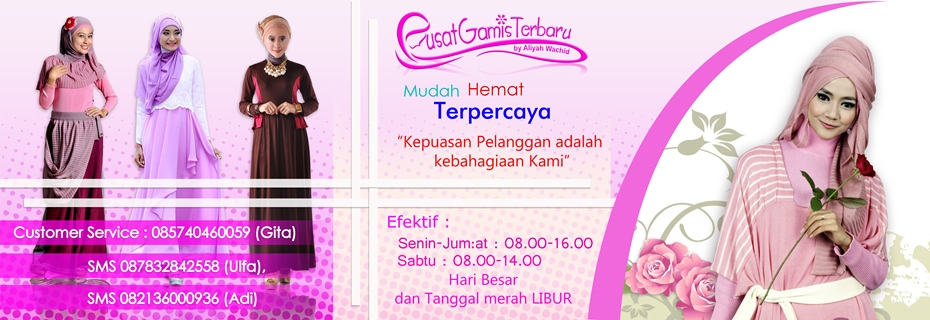 PusatGamisTerbaru
by Aliyah Wachid
Mudah Hemat
Terpercaya
“Kepuasan Pelanggan adalah
kebahagiaan Kami”
Customer Service : 085740460059 (Gita)
SMS 087832842558 (Ulfa),
SMS 082136000936 (Adi)
Efektif :
Senin-Jum:at : 08.00-16.00
Sabtu : 08.00-14.00
Hari Besar
dan Tanggal merah LIBUR